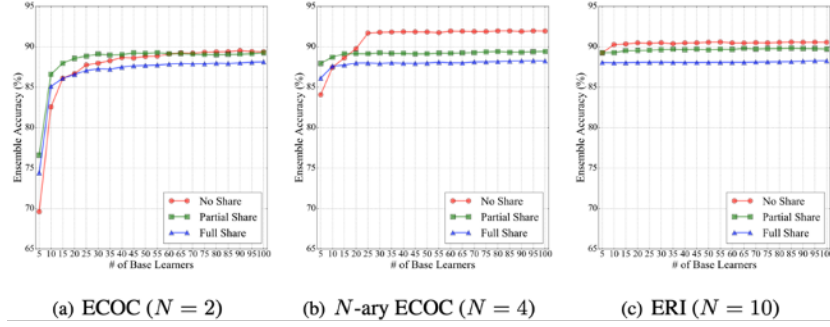 95
90
85
80
75
70
65
Ensemble Accuracy (%)
No Share
Partial Share
Full Share
5 10 15 20 25 30 35 40 45 50 55 60 65 70 75 80 85 90 95 100
# of Base Learners
(a) ECOC (N = 2)
95
90
85
80
75
70
65
Ensemble Accuracy (%)
No Share
Partial Share
Full Share
5 10 15 20 25 30 35 40 45 50 55 60 65 70 75 80 85 90 95 100
# of Base Learners
(b) N-ary ECOC (N = 4)
95
90
85
80
75
70
65
Ensemble Accuracy (%)
No Share
Partial Share
Full Share
5 10 15 20 25 30 35 40 45 50 55 60 65 70 75 80 85 90 95 100
# of Base Learners
(c) ERI (N = 10)